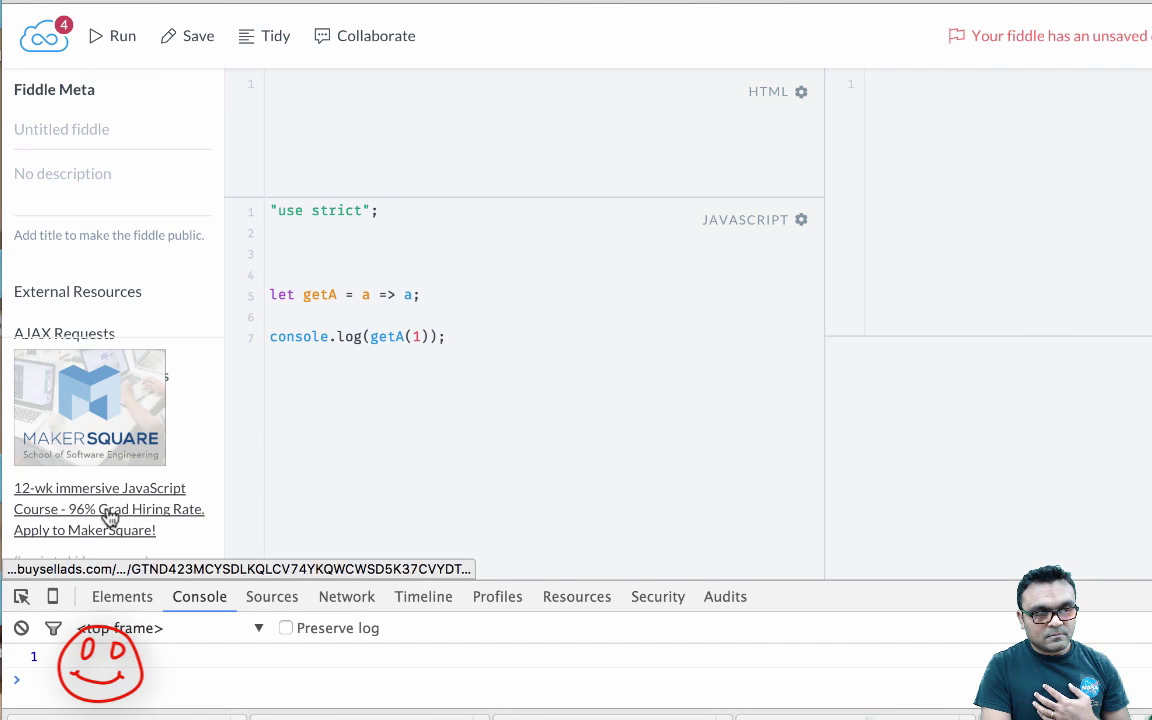 4
Run
Save
Tidy
Collaborate
Your fiddle has an unsaved
Fiddle Meta
Untitled fiddle
No description
Add title to make the fiddle public.
External Resources
AJAX Requests
MAKERSQUARE
School of Software Engineering
12-wk immersive JavaScript
Course - 96% Grad Hiring Rate.
Apply to MakerSquare!
1
HTML
1
JAVASCRIPT
1 "use strict";
2
3
4
5 let getA = a => a;
6
7 console.log(getA(1));
...buysellads.com/.../GTND423MCYSDLKQLCV74YKQWCWSD5K37CVYDT...
Elements Console Sources Network Timeline Profiles Resources Security Audits
<top frame> ▼ Preserve log
1
>
NASA